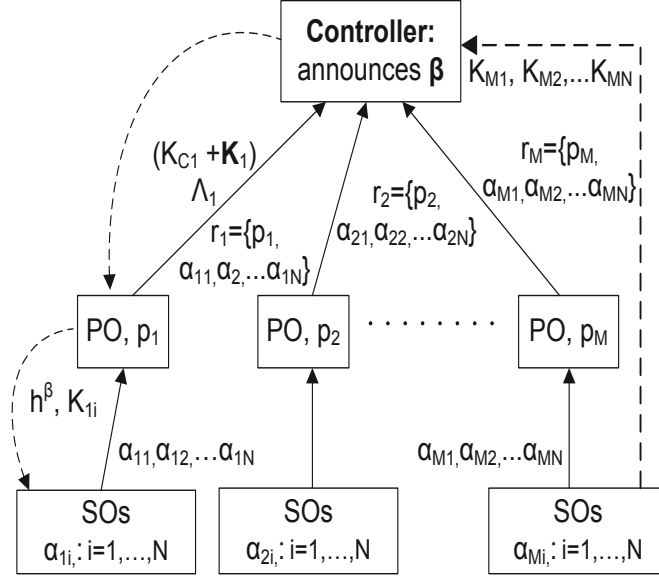 Controller:
announces β
K_M1, K_M2,...K_MN
(K_C1 +K_1)
Λ_1
r_1={p_1,
α_11,α_2,...α_1N}
r_2={p_2,
α_21,α_22,...α_2N}
r_M={p_M,
α_M1,α_M2,...α_MN}
PO, p_1
PO, p_2
. . . . . . . .
PO, p_M
h^β, K_1i
α_11,α_12,...α_1N
α_M1,α_M2,...α_MN
SOs
α_1i,: i=1,...,N
SOs
α_2i,: i=1,...,N
SOs
α_Mi,: i=1,...,N